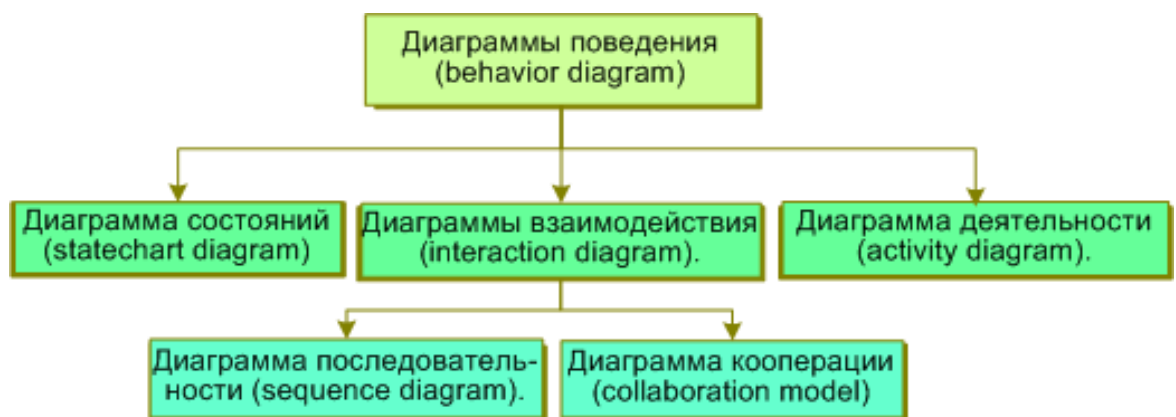 Диаграммы поведения
(behavior diagram)
Диаграмма состояний
(statechart diagram)
Диаграммы взаимодействия
(interaction diagram).
Диаграмма деятельности
(activity diagram).
Диаграмма последователь-
ности (sequence diagram).
Диаграмма кооперации
(collaboration model)